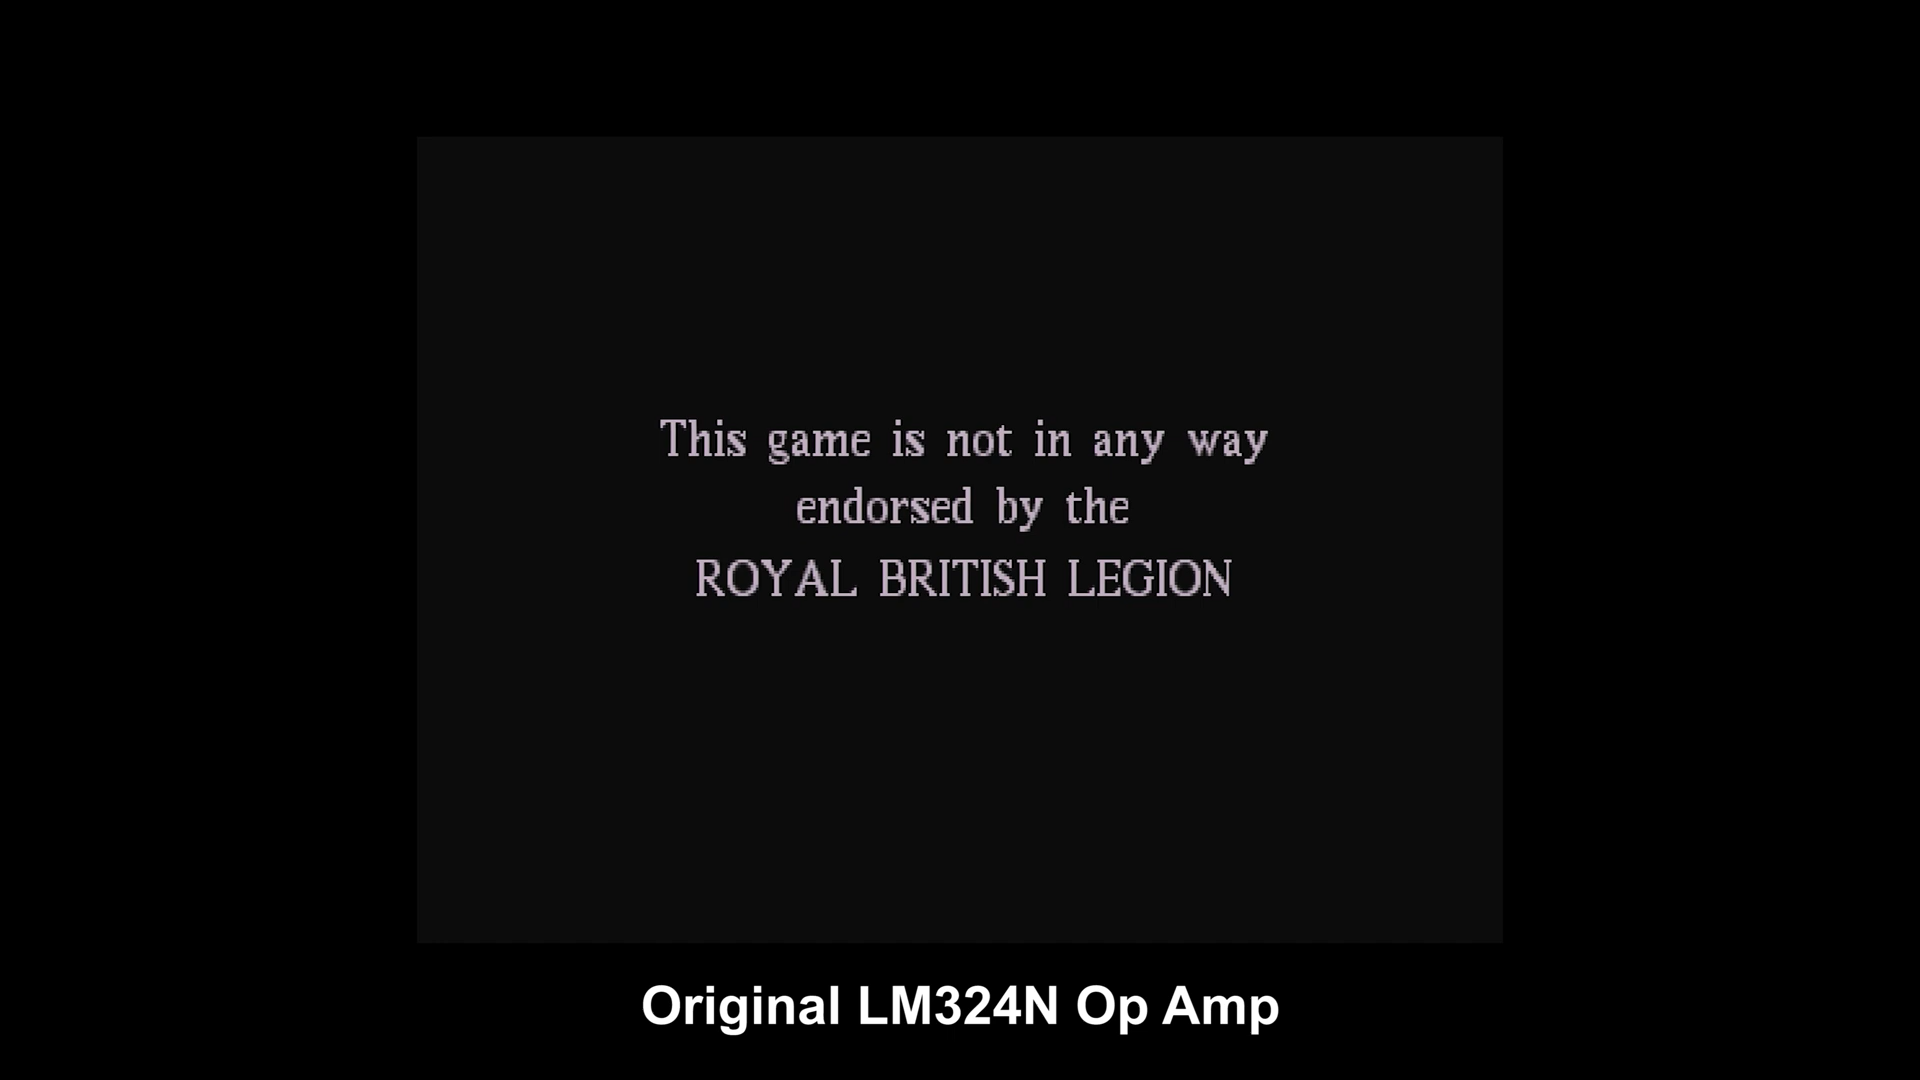 This game is not in any way
endorsed by the
ROYAL BRITISH LEGION
Original LM324N Op Amp